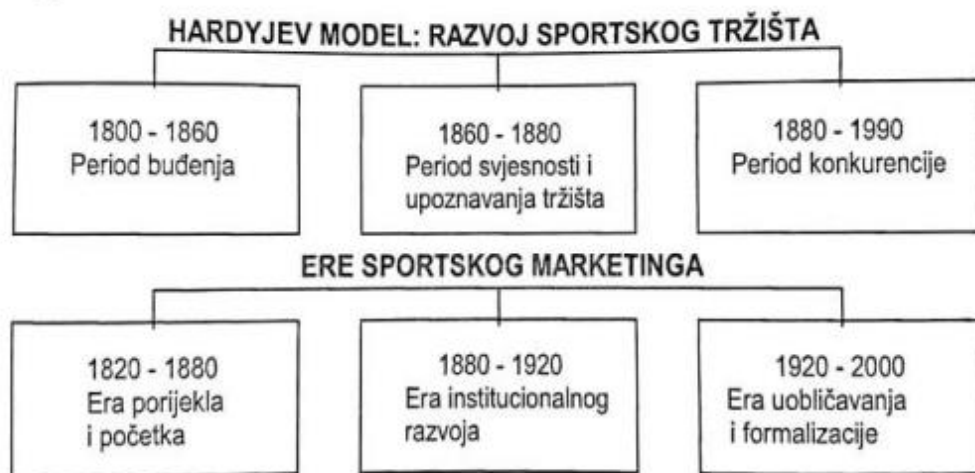 HARDYJEV MODEL: RAZVOJ SPORTSKOG TRŽIŠTA
1800 - 1860
Period buđenja
1860 - 1880
Period svjesnosti i
upoznavanja tržišta
1880 - 1990
Period konkurencije
ERE SPORTSKOG MARKETINGA
1820 - 1880
Era porijekla
i početka
1880 - 1920
Era institucionalnog
razvoja
1920 - 2000
Era uobličavanja
i formalizacije